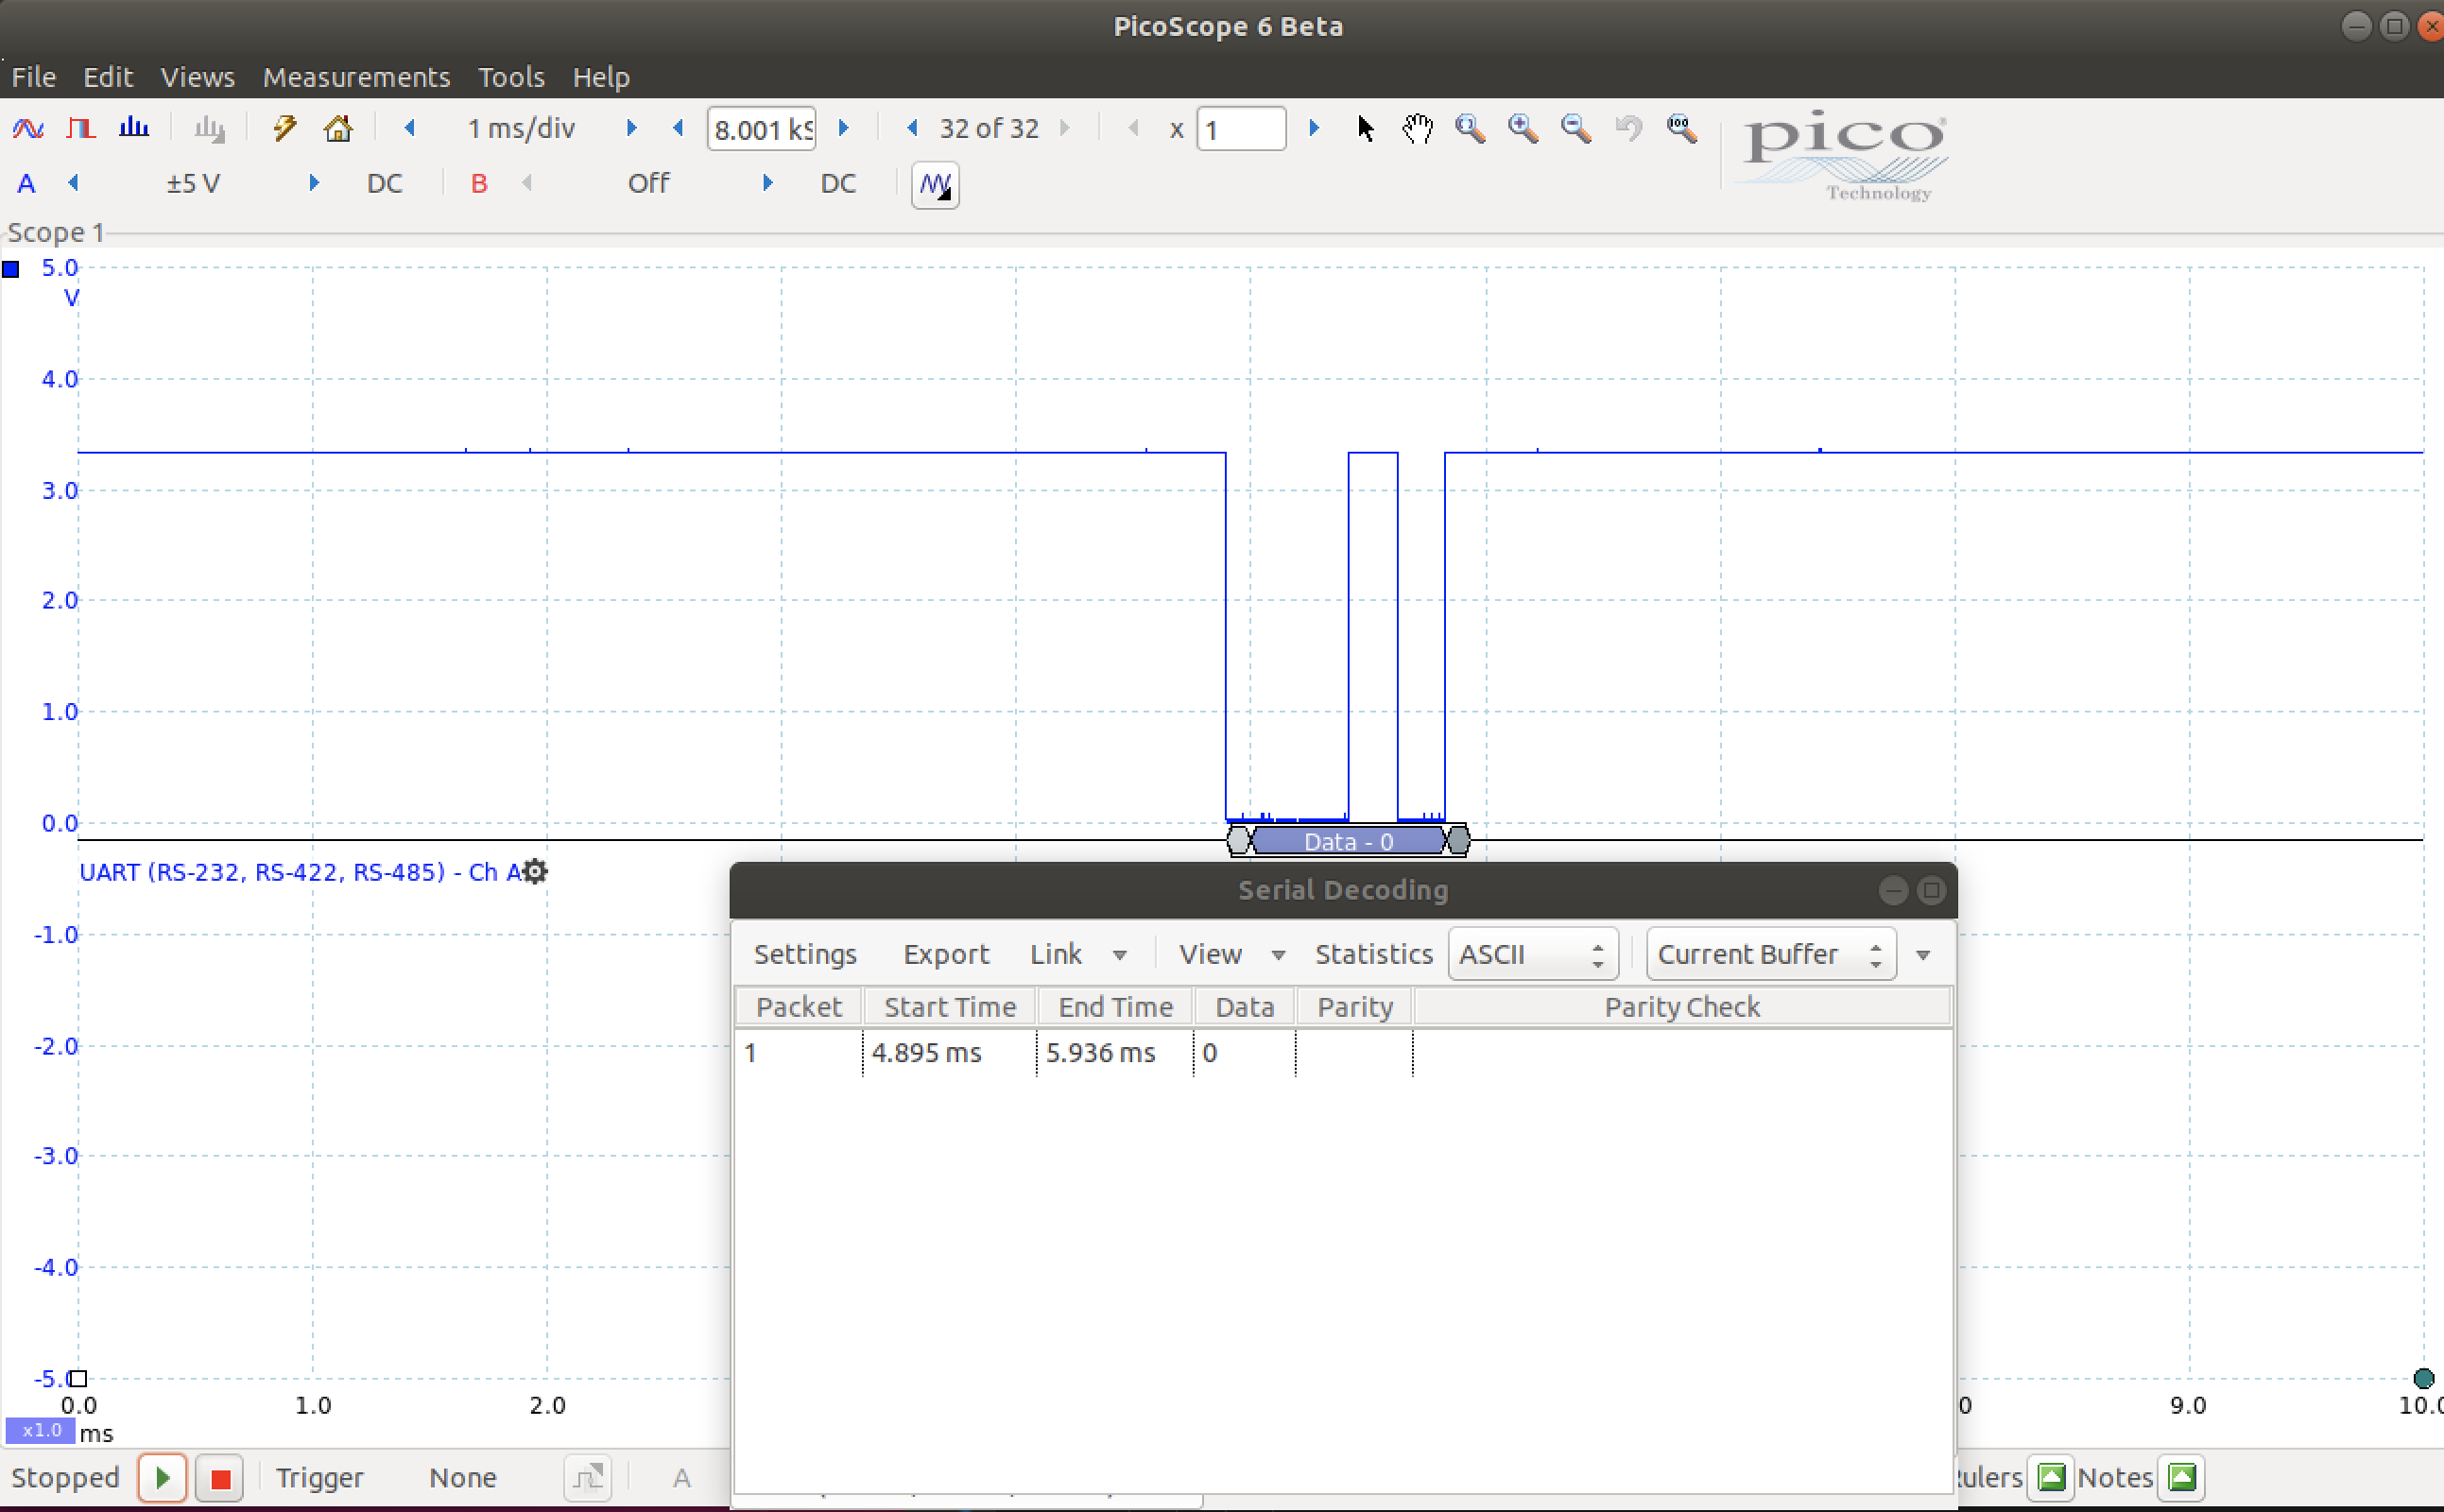 PicoScope 6 Beta
File Edit Views Measurements Tools Help
1 ms/div 8.001 kS 32 of 32 x 1
pico
Technology
A ±5 V DC B Off DC
Scope 1
5.0
V
4.0
3.0
2.0
1.0
0.0
Data - 0
UART (RS-232, RS-422, RS-485) - Ch A
-1.0
-2.0
-3.0
-4.0
-5.0
Serial Decoding
Settings Export Link View Statistics ASCII Current Buffer
Packet Start Time End Time Data Parity Parity Check
1 4.895 ms 5.936 ms 0
0.0 1.0 2.0 0 9.0 10.0
x1.0 ms
Stopped Trigger None A ulers Notes